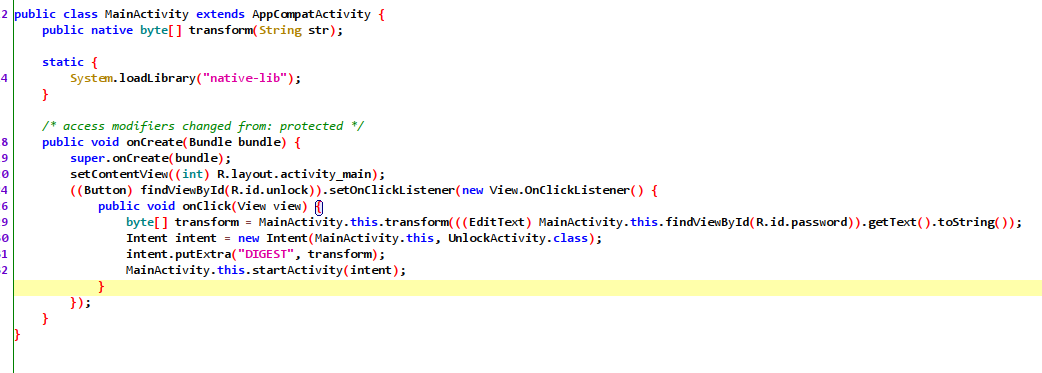 2 public class MainActivity extends AppCompatActivity {
    public native byte[] transform(String str);
    static {
4         System.loadLibrary("native-lib");
    }
    /* access modifiers changed from: protected */
8     public void onCreate(Bundle bundle) {
9         super.onCreate(bundle);
0         setContentView((int) R.layout.activity_main);
4         ((Button) findViewById(R.id.unlock)).setOnClickListener(new View.OnClickListener() {
6             public void onClick(View view) {
9                 byte[] transform = MainActivity.this.transform(((EditText) MainActivity.this.findViewById(R.id.password)).getText().toString());
0                 Intent intent = new Intent(MainActivity.this, UnlockActivity.class);
1                 intent.putExtra("DIGEST", transform);
2                 MainActivity.this.startActivity(intent);
            }
        });
    }
}